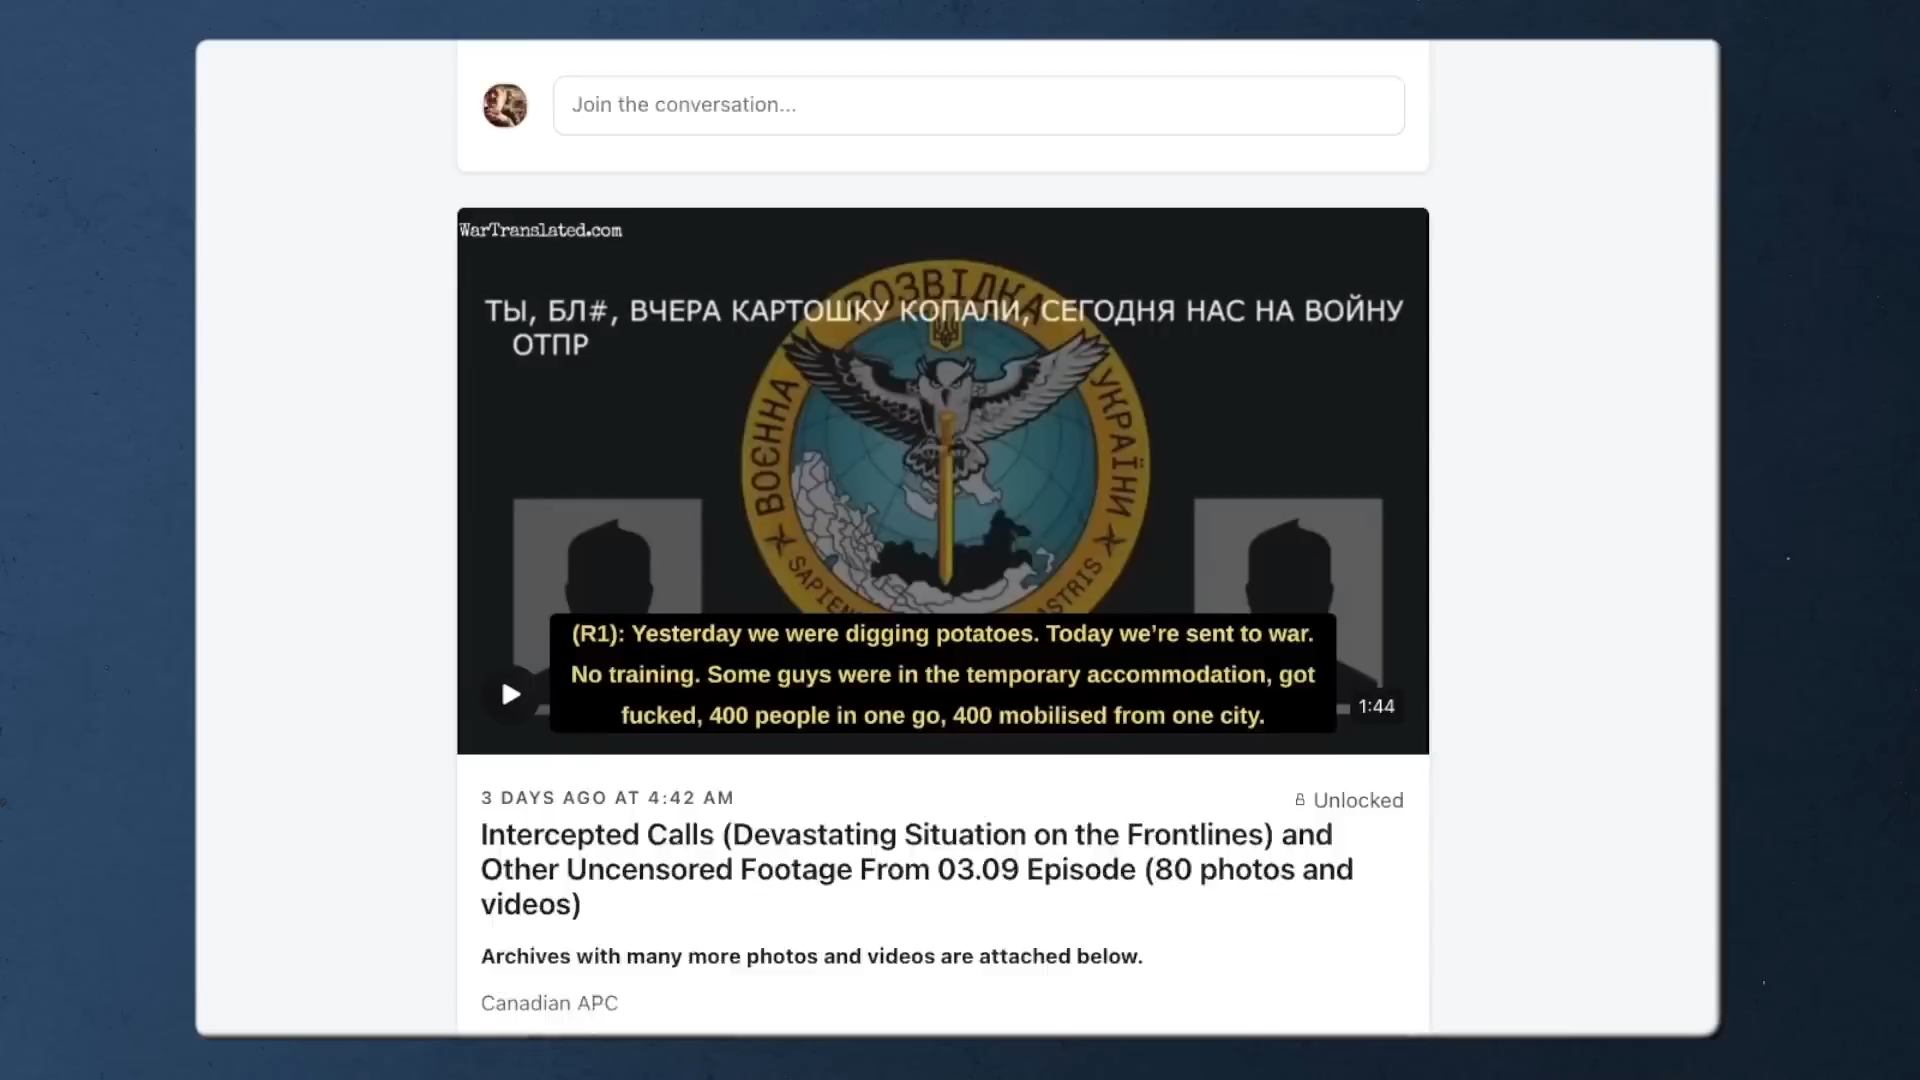 Join the conversation...
WarTranslated.com
РОЗВІДКА
ТЫ, БЛ#, ВЧЕРА КАРТОШКУ КОПАЛИ, СЕГОДНЯ НАС НА ВОЙНУ
ОТПР
ВОЄННА
УКРАЇНИ
(R1): Yesterday we were digging potatoes. Today we’re sent to war.
No training. Some guys were in the temporary accommodation, got
fucked, 400 people in one go, 400 mobilised from one city.
1:44
3 DAYS AGO AT 4:42 AM
Unlocked
Intercepted Calls (Devastating Situation on the Frontlines) and
Other Uncensored Footage From 03.09 Episode (80 photos and
videos)
Archives with many more photos and videos are attached below.
Canadian APC